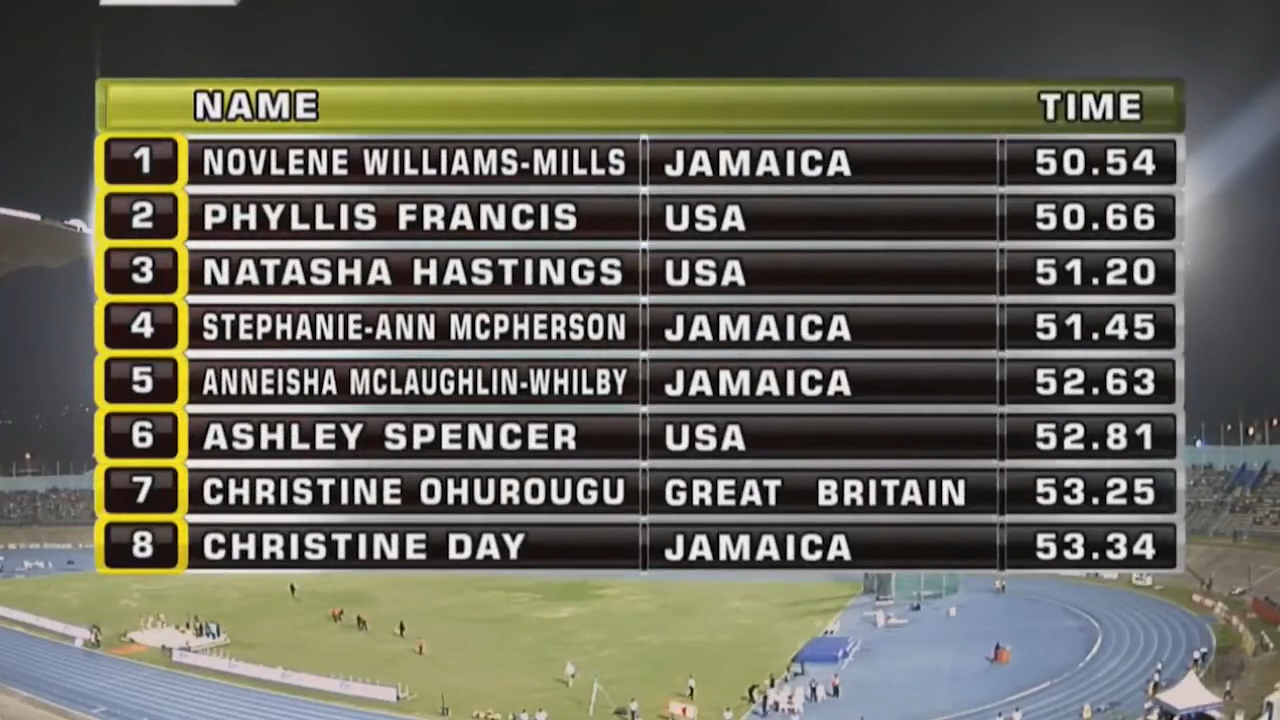 NAME TIME
1 NOVLENE WILLIAMS-MILLS JAMAICA 50.54
2 PHYLLIS FRANCIS USA 50.66
3 NATASHA HASTINGS USA 51.20
4 STEPHANIE-ANN MCPHERSON JAMAICA 51.45
5 ANNEISHA MCLAUGHLIN-WHILBY JAMAICA 52.63
6 ASHLEY SPENCER USA 52.81
7 CHRISTINE OHUROUGU GREAT BRITAIN 53.25
8 CHRISTINE DAY JAMAICA 53.34